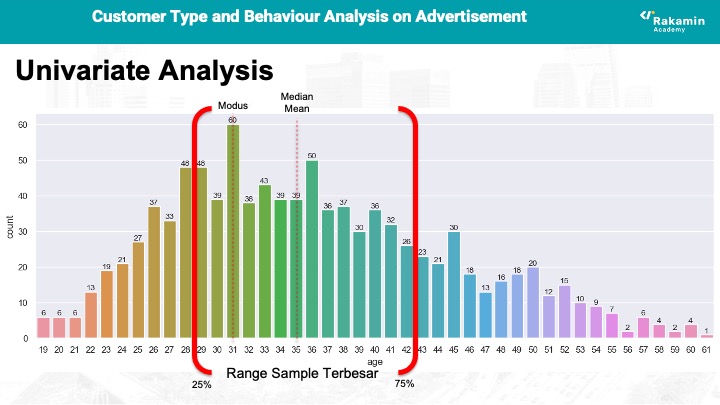 Customer Type and Behaviour Analysis on Advertisement
Rakamin
Academy
Univariate Analysis
Modus
Median
Mean
60
50
40
30
20
10
0
count
6 6 6 13 19 21 27 37 33 48 48 39 60 38 43 39 39 50 36 37 30 36 32 26 23 21 30 18 13 16 18 20 12 15 10 9 7 2 6 4 2 4 1
19 20 21 22 23 24 25 26 27 28 29 30 31 32 33 34 35 36 37 38 39 40 41 42 43 44 45 46 47 48 49 50 51 52 53 54 55 56 57 58 59 60 61
age
Range Sample Terbesar
25%
75%